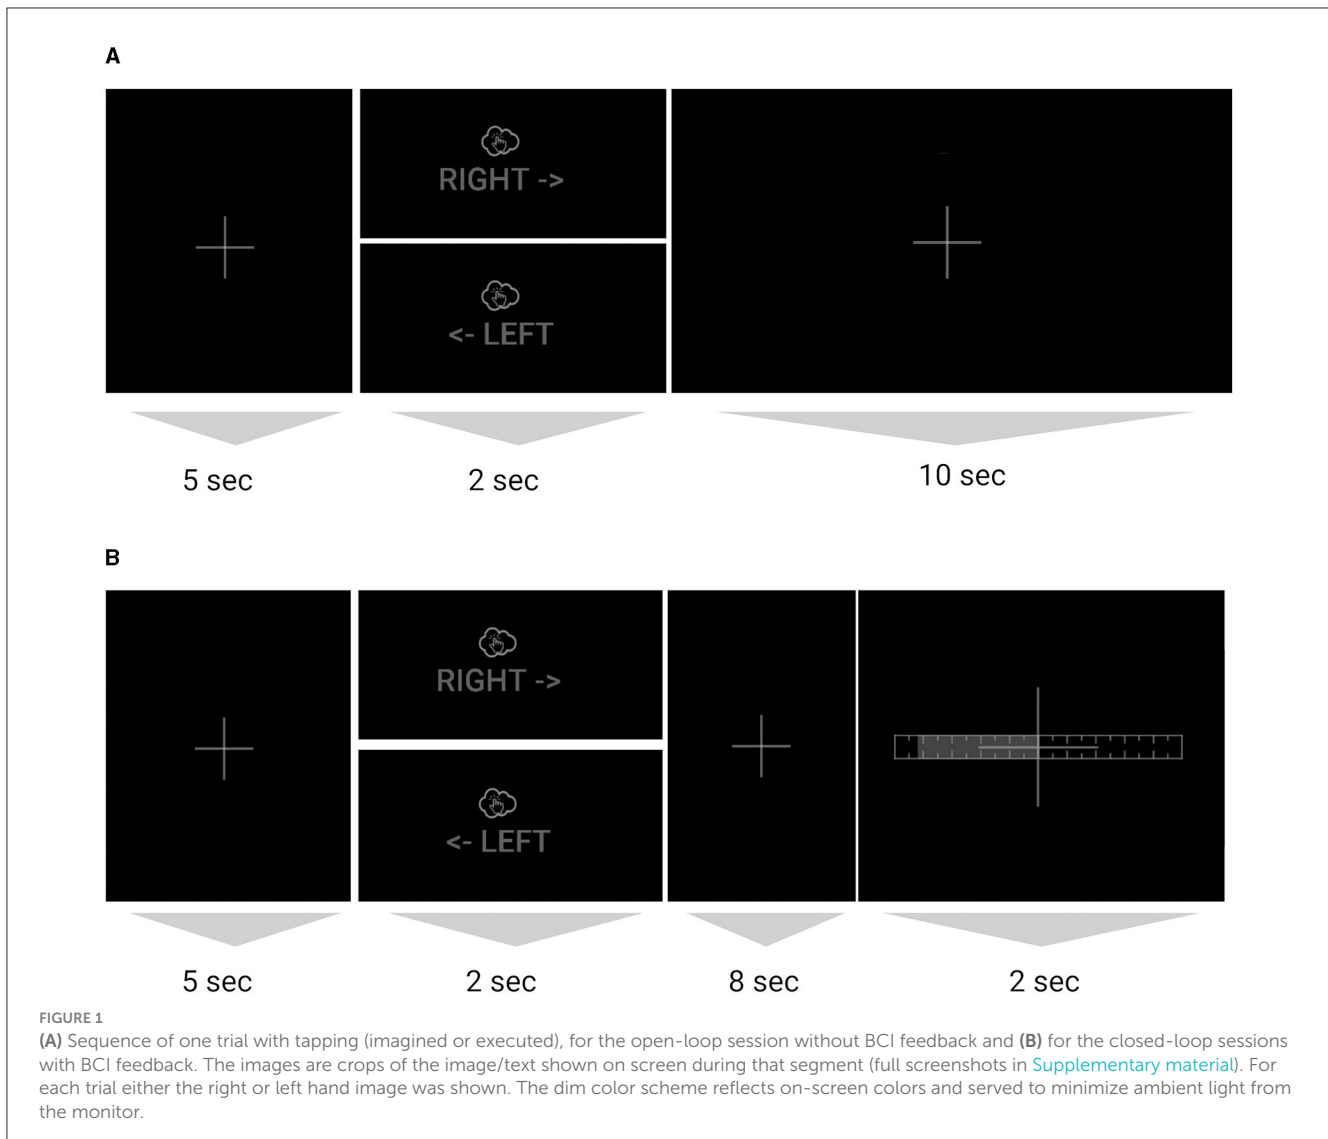 A
RIGHT ->
<- LEFT
5 sec
2 sec
10 sec
B
RIGHT ->
<- LEFT
5 sec
2 sec
8 sec
2 sec
FIGURE 1
(A) Sequence of one trial with tapping (imagined or executed), for the open-loop session without BCI feedback and (B) for the closed-loop sessions
with BCI feedback. The images are crops of the image/text shown on screen during that segment (full screenshots in Supplementary material). For
each trial either the right or left hand image was shown. The dim color scheme reflects on-screen colors and served to minimize ambient light from
the monitor.